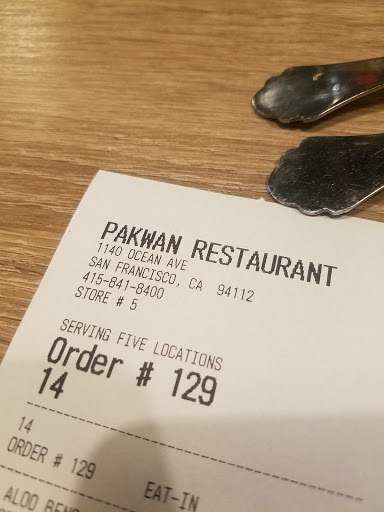 PAKWAN RESTAURANT
1140 OCEAN AVE
SAN FRANCISCO, CA 94112
415-841-8400
STORE # 5
SERVING FIVE LOCATIONS
Order # 129
14
14
ORDER # 129
EAT-IN
ALOO